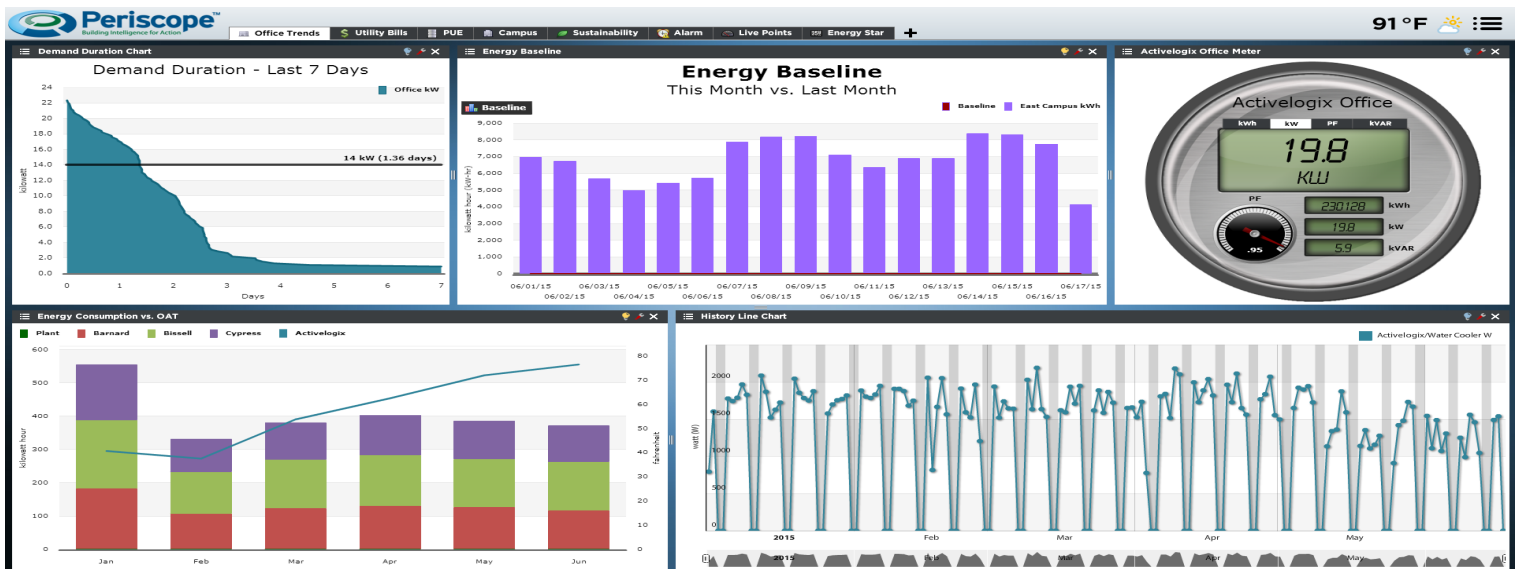 Periscope™
Building Intelligence for Action
Office Trends
Utility Bills
PUE
Campus
Sustainability
Alarm
Live Points
Energy Star
91°F
Demand Duration Chart
Demand Duration - Last 7 Days
Office kW
24
22
20
18.0
16.0
14.0
12.0
10.0
8.0
6.0
4.0
2.0
0.0
kilowatt
14 kW (1.36 days)
0 1 2 3 4 5 6 7
Days
Energy Baseline
Energy Baseline
This Month vs. Last Month
Baseline
Baseline
East Campus kWh
9,000
8,000
7,000
6,000
5,000
4,000
3,000
2,000
1,000
0
kilowatt hour (kW-hr)
06/01/15 06/03/15 06/05/15 06/07/15 06/09/15 06/11/15 06/13/15 06/15/15 06/17/15
06/02/15 06/04/15 06/06/15 06/08/15 06/10/15 06/12/15 06/14/15 06/16/15
Activelogix Office Meter
Activelogix Office
kWh kW PF kVAR
19.8
KW
PF
.95
230128 kWh
19.8 kW
5.9 kVAR
Energy Consumption vs. OAT
Plant
Barnard
Bissell
Cypress
Activelogix
600
500
400
300
200
100
0
kilowatt hour
80
70
60
50
40
30
20
10
0
fahrenheit
Jan Feb Mar Apr May Jun
History Line Chart
Activelogix/Water Cooler W
2000
1500
1000
500
0
watt (W)
2015 Feb Mar Apr May
2015 Feb Mar Apr May